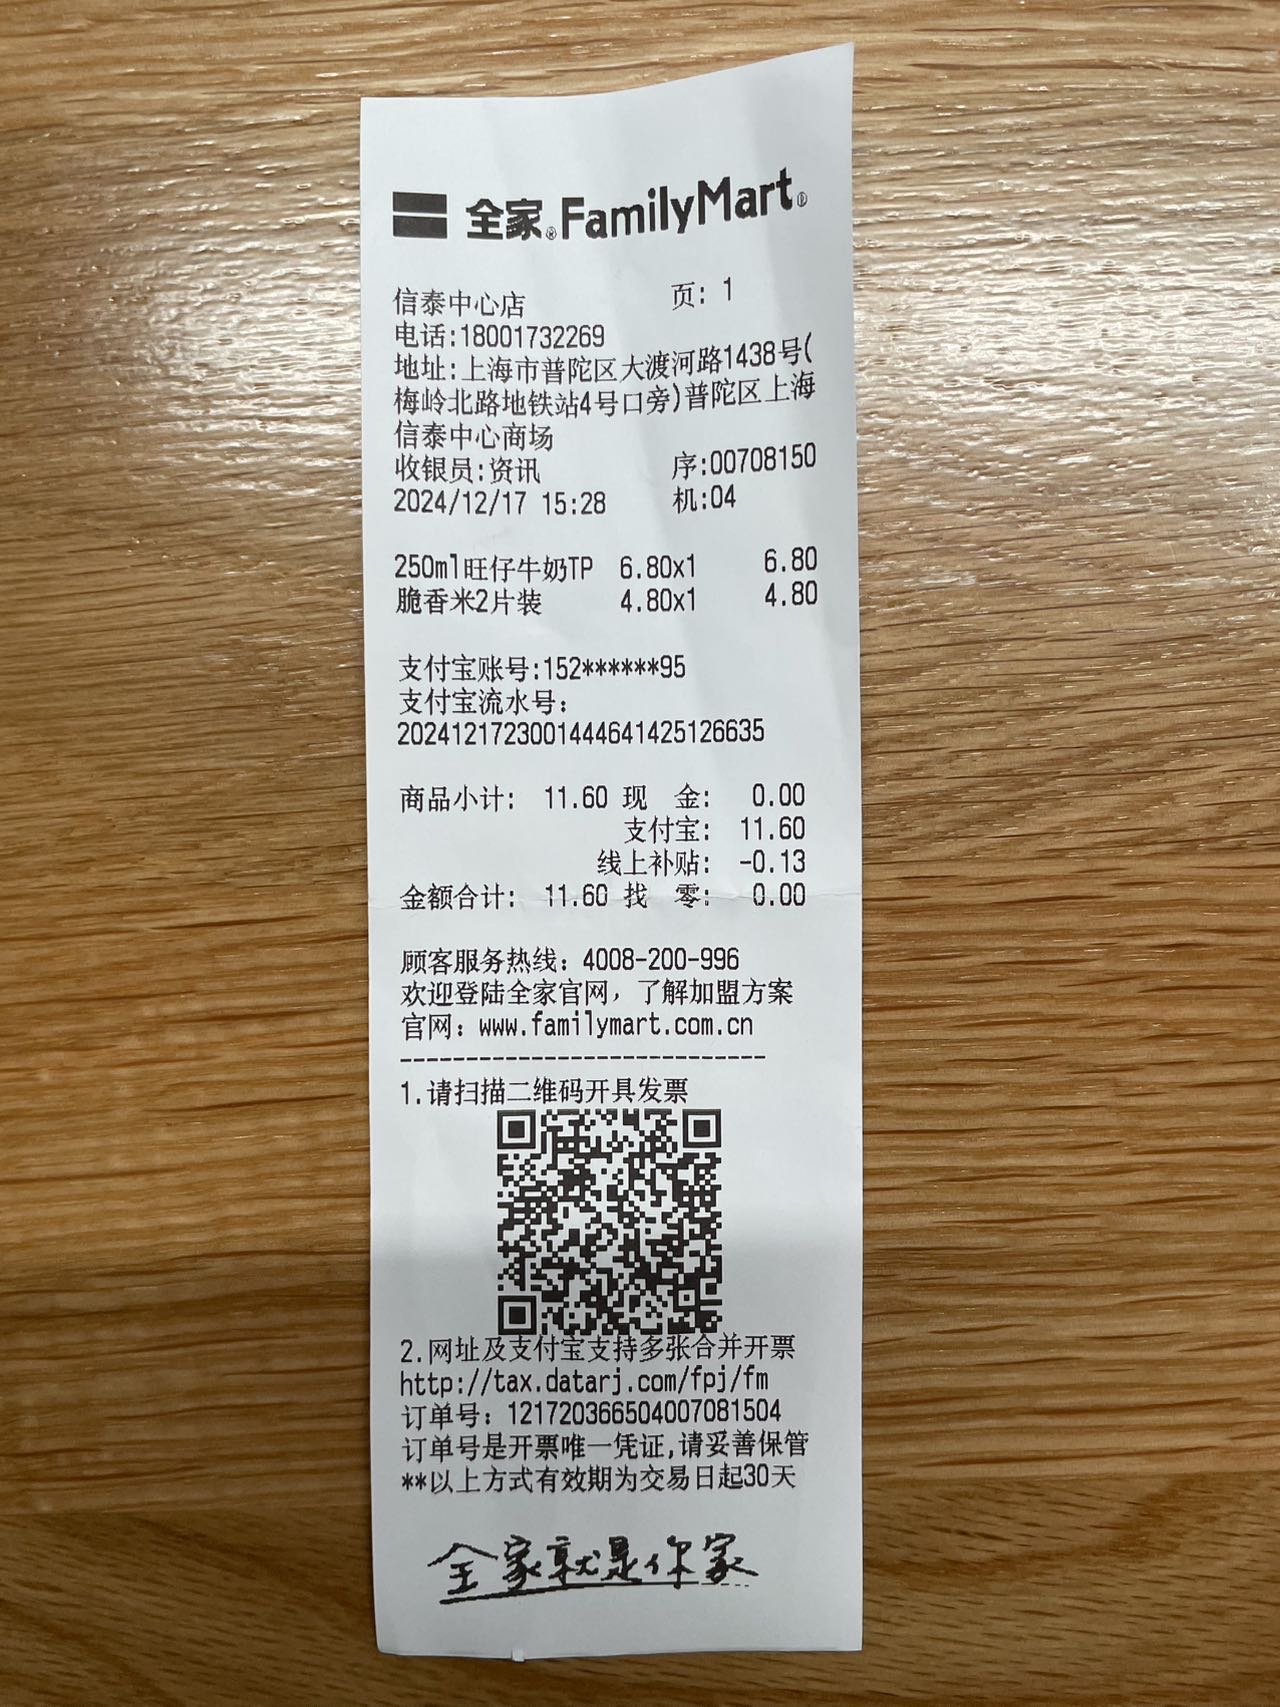 全家®FamilyMart®
信泰中心店 页: 1
电话:18001732269
地址:上海市普陀区大渡河路1438号(
梅岭北路地铁站4号口旁)普陀区上海
信泰中心商场
收银员:资讯 序:00708150
2024/12/17 15:28 机:04
250ml旺仔牛奶TP 6.80x1 6.80
脆香米2片装 4.80x1 4.80
支付宝账号:152******95
支付宝流水号:
2024121723001444641425126635
商品小计: 11.60 现 金: 0.00
支付宝: 11.60
线上补贴: -0.13
金额合计: 11.60 找 零: 0.00
顾客服务热线: 4008-200-996
欢迎登陆全家官网，了解加盟方案
官网: www.familymart.com.cn
----------------------------
1.请扫描二维码开具发票
2.网址及支付宝支持多张合并开票
http://tax.datarj.com/fpj/fm
订单号: 121720366504007081504
订单号是开票唯一凭证,请妥善保管
**以上方式有效期为交易日起30天
全家就是你家